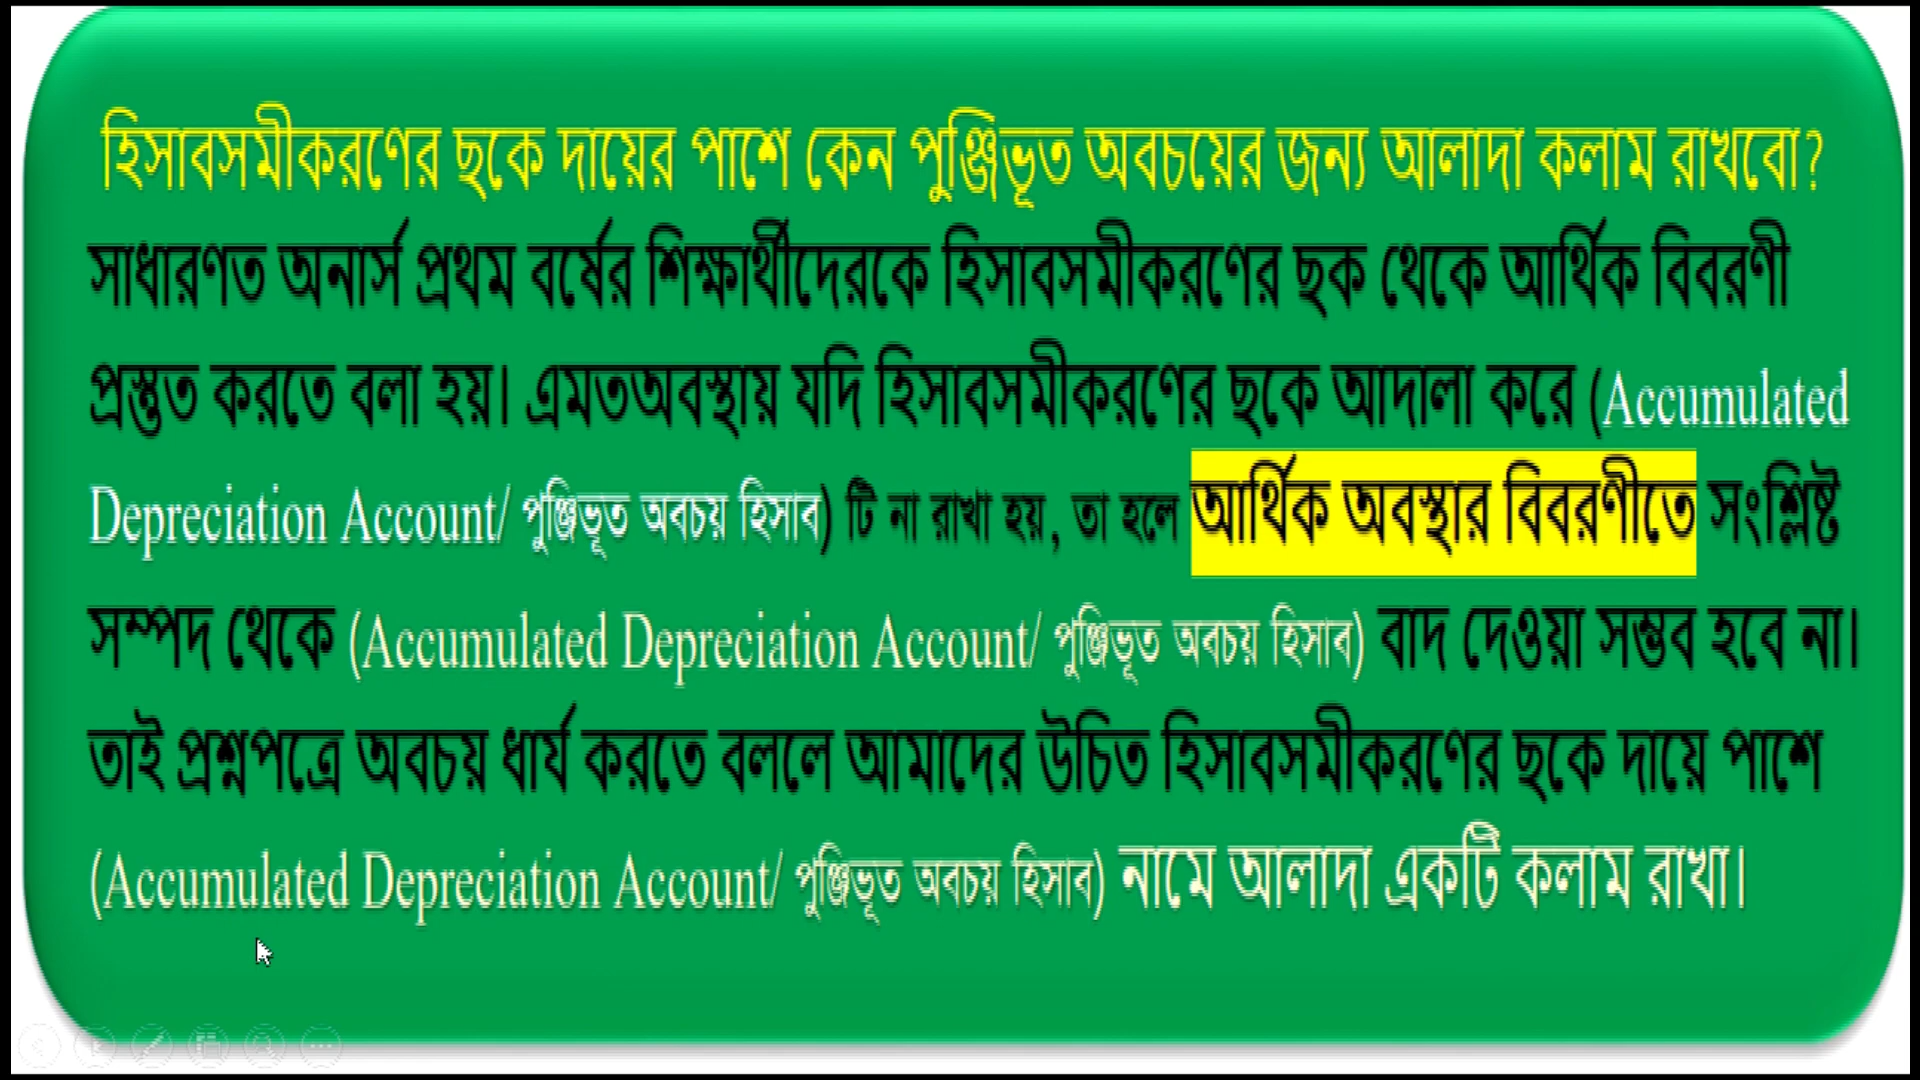 হিসাবসমীকরণের ছকে দায়ের পাশে কেন পুঞ্জিভূত অবচয়ের জন্য আলাদা কলাম রাখবো?
সাধারণত অনার্স প্রথম বর্ষের শিক্ষার্থীদেরকে হিসাবসমীকরণের ছক থেকে আর্থিক বিবরণী
প্রস্তুত করতে বলা হয়। এমতঅবস্থায় যদি হিসাবসমীকরণের ছকে আদালা করে (Accumulated
Depreciation Account/ পুঞ্জিভূত অবচয় হিসাব) টি না রাখা হয়, তা হলে আর্থিক অবস্থার বিবরণীতে সংশ্লিষ্ট
সম্পদ থেকে (Accumulated Depreciation Account/ পুঞ্জিভূত অবচয় হিসাব) বাদ দেওয়া সম্ভব হবে না।
তাই প্রশ্নপত্রে অবচয় ধার্য করতে বললে আমাদের উচিত হিসাবসমীকরণের ছকে দায়ে পাশে
(Accumulated Depreciation Account/ পুঞ্জিভূত অবচয় হিসাব) নামে আলাদা একটি কলাম রাখা।